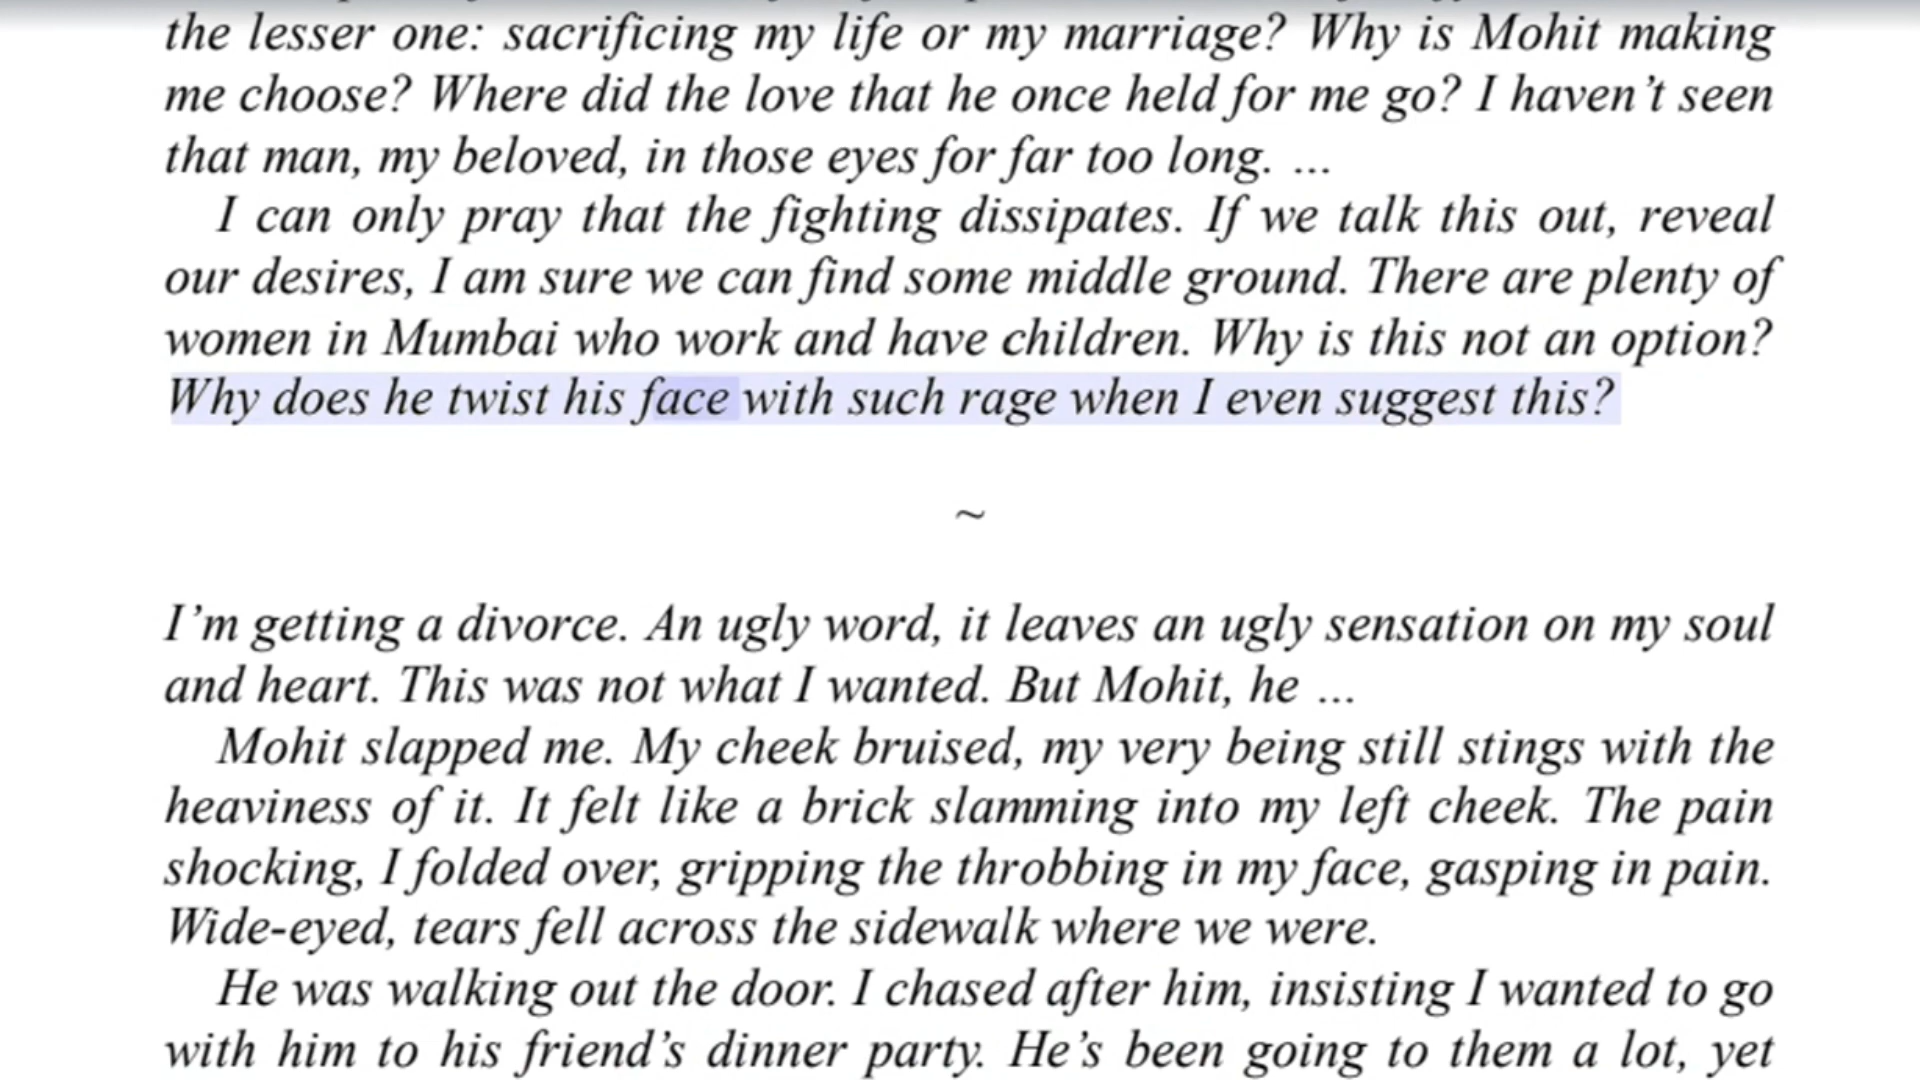 the lesser one: sacrificing my life or my marriage? Why is Mohit making
me choose? Where did the love that he once held for me go? I haven’t seen
that man, my beloved, in those eyes for far too long. ...
I can only pray that the fighting dissipates. If we talk this out, reveal
our desires, I am sure we can find some middle ground. There are plenty of
women in Mumbai who work and have children. Why is this not an option?
Why does he twist his face with such rage when I even suggest this?
~
I’m getting a divorce. An ugly word, it leaves an ugly sensation on my soul
and heart. This was not what I wanted. But Mohit, he ...
Mohit slapped me. My cheek bruised, my very being still stings with the
heaviness of it. It felt like a brick slamming into my left cheek. The pain
shocking, I folded over, gripping the throbbing in my face, gasping in pain.
Wide-eyed, tears fell across the sidewalk where we were.
He was walking out the door. I chased after him, insisting I wanted to go
with him to his friend’s dinner party. He’s been going to them a lot, yet